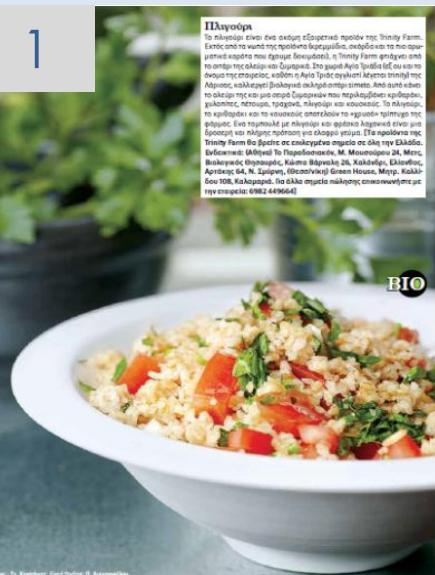 1
Πλιγούρι
Το πλιγούρι είναι ένα ακόμη εξαιρετικό προϊόν της Trinity Farm.
Εκτός από τα νωπά της προϊόντα (κρεμμύδια, σκόρδα και τα πιο αρω-
ματικά καρότα που έχουμε δοκιμάσει), η Trinity Farm φτιάχνει από
το σιτάρι της αλεύρι και ζυμαρικά. Στο χωριό Αγία Τριάδα (εξ ου και το
όνομα της εταιρείας, καθότι η Αγία Τριάς αγγλιστί λέγεται trinity) της
Λάρισας, καλλιεργεί βιολογικά σκληρό σιτάρι simeto. Από αυτό κάνει
το αλεύρι της και μια σειρά ζυμαρικών που περιλαμβάνει κριθαράκι,
χυλοπίτες, πέτουρα, τραχανά, πλιγούρι και κουσκούς. Το πλιγούρι,
το κριθαράκι και το κουσκούς αποτελούν το «χρυσό» τρίπτυχο της
φάρμας. Ένα ταμπουλέ με πλιγούρι και φρέσκα λαχανικά είναι μια
δροσερή και πλήρης πρόταση για ελαφρύ γεύμα. [Τα προϊόντα της
Trinity Farm θα βρείτε σε επιλεγμένα σημεία σε όλη την Ελλάδα.
Ενδεικτικά: (Αθήνα) Το Παραδοσιακόν, Μ. Μουσούρου 24, Μετς,
Βιολογικός Θησαυρός, Κώστα Βάρναλη 26, Χαλάνδρι, Ελίανθος,
Αρτάκης 64, Ν. Σμύρνη, (Θεσσ/νίκη) Green House, Μητρ. Καλλί-
δου 108, Καλαμαριά. Για άλλα σημεία πώλησης επικοινωνήστε με
την εταιρεία: 6982 449664]
BIO